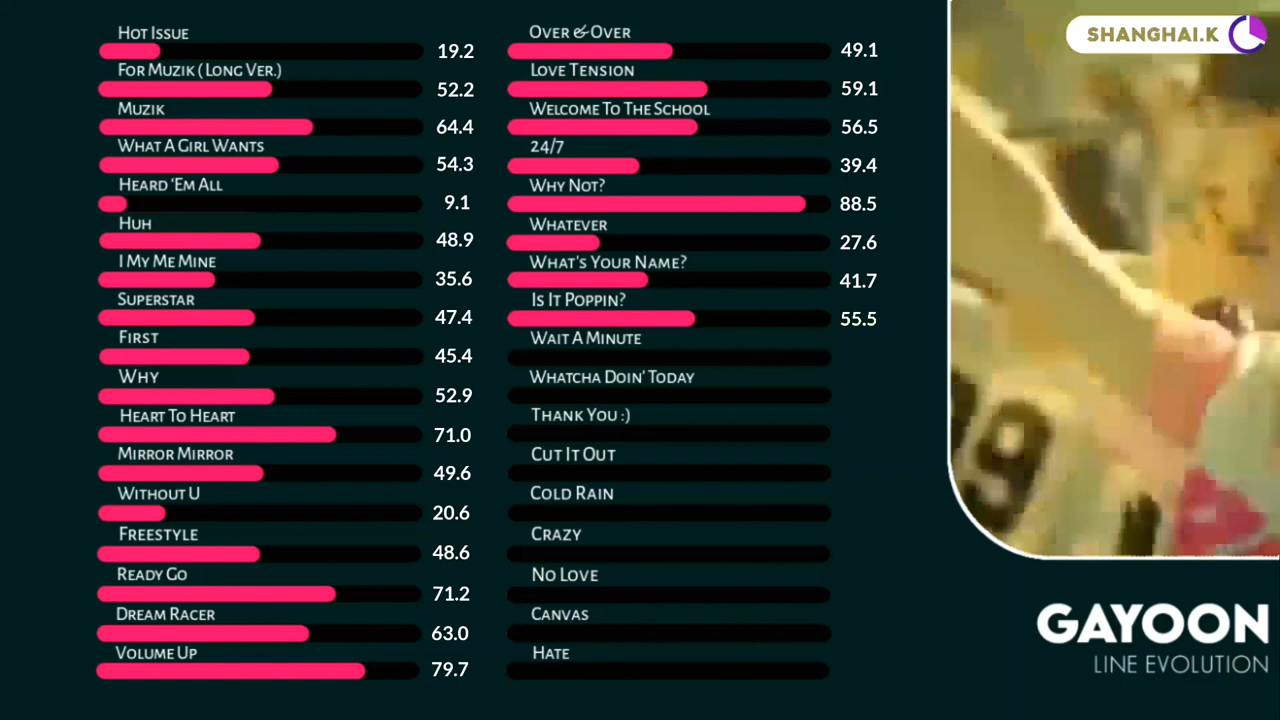 HOT ISSUE
19.2
FOR MUZIK (LONG VER.)
52.2
MUZIK
64.4
WHAT A GIRL WANTS
54.3
HEARD 'EM ALL
9.1
HUH
48.9
I MY ME MINE
35.6
SUPERSTAR
47.4
FIRST
45.4
WHY
52.9
HEART TO HEART
71.0
MIRROR MIRROR
49.6
WITHOUT U
20.6
FREESTYLE
48.6
READY GO
71.2
DREAM RACER
63.0
VOLUME UP
79.7
OVER & OVER
49.1
LOVE TENSION
59.1
WELCOME TO THE SCHOOL
56.5
24/7
39.4
WHY NOT?
88.5
WHATEVER
27.6
WHAT'S YOUR NAME?
41.7
IS IT POPPIN?
55.5
WAIT A MINUTE
WHATCHA DOIN' TODAY
THANK YOU :)
CUT IT OUT
COLD RAIN
CRAZY
NO LOVE
CANVAS
HATE
SHANGHAI.K
9
GAYOON
LINE EVOLUTION